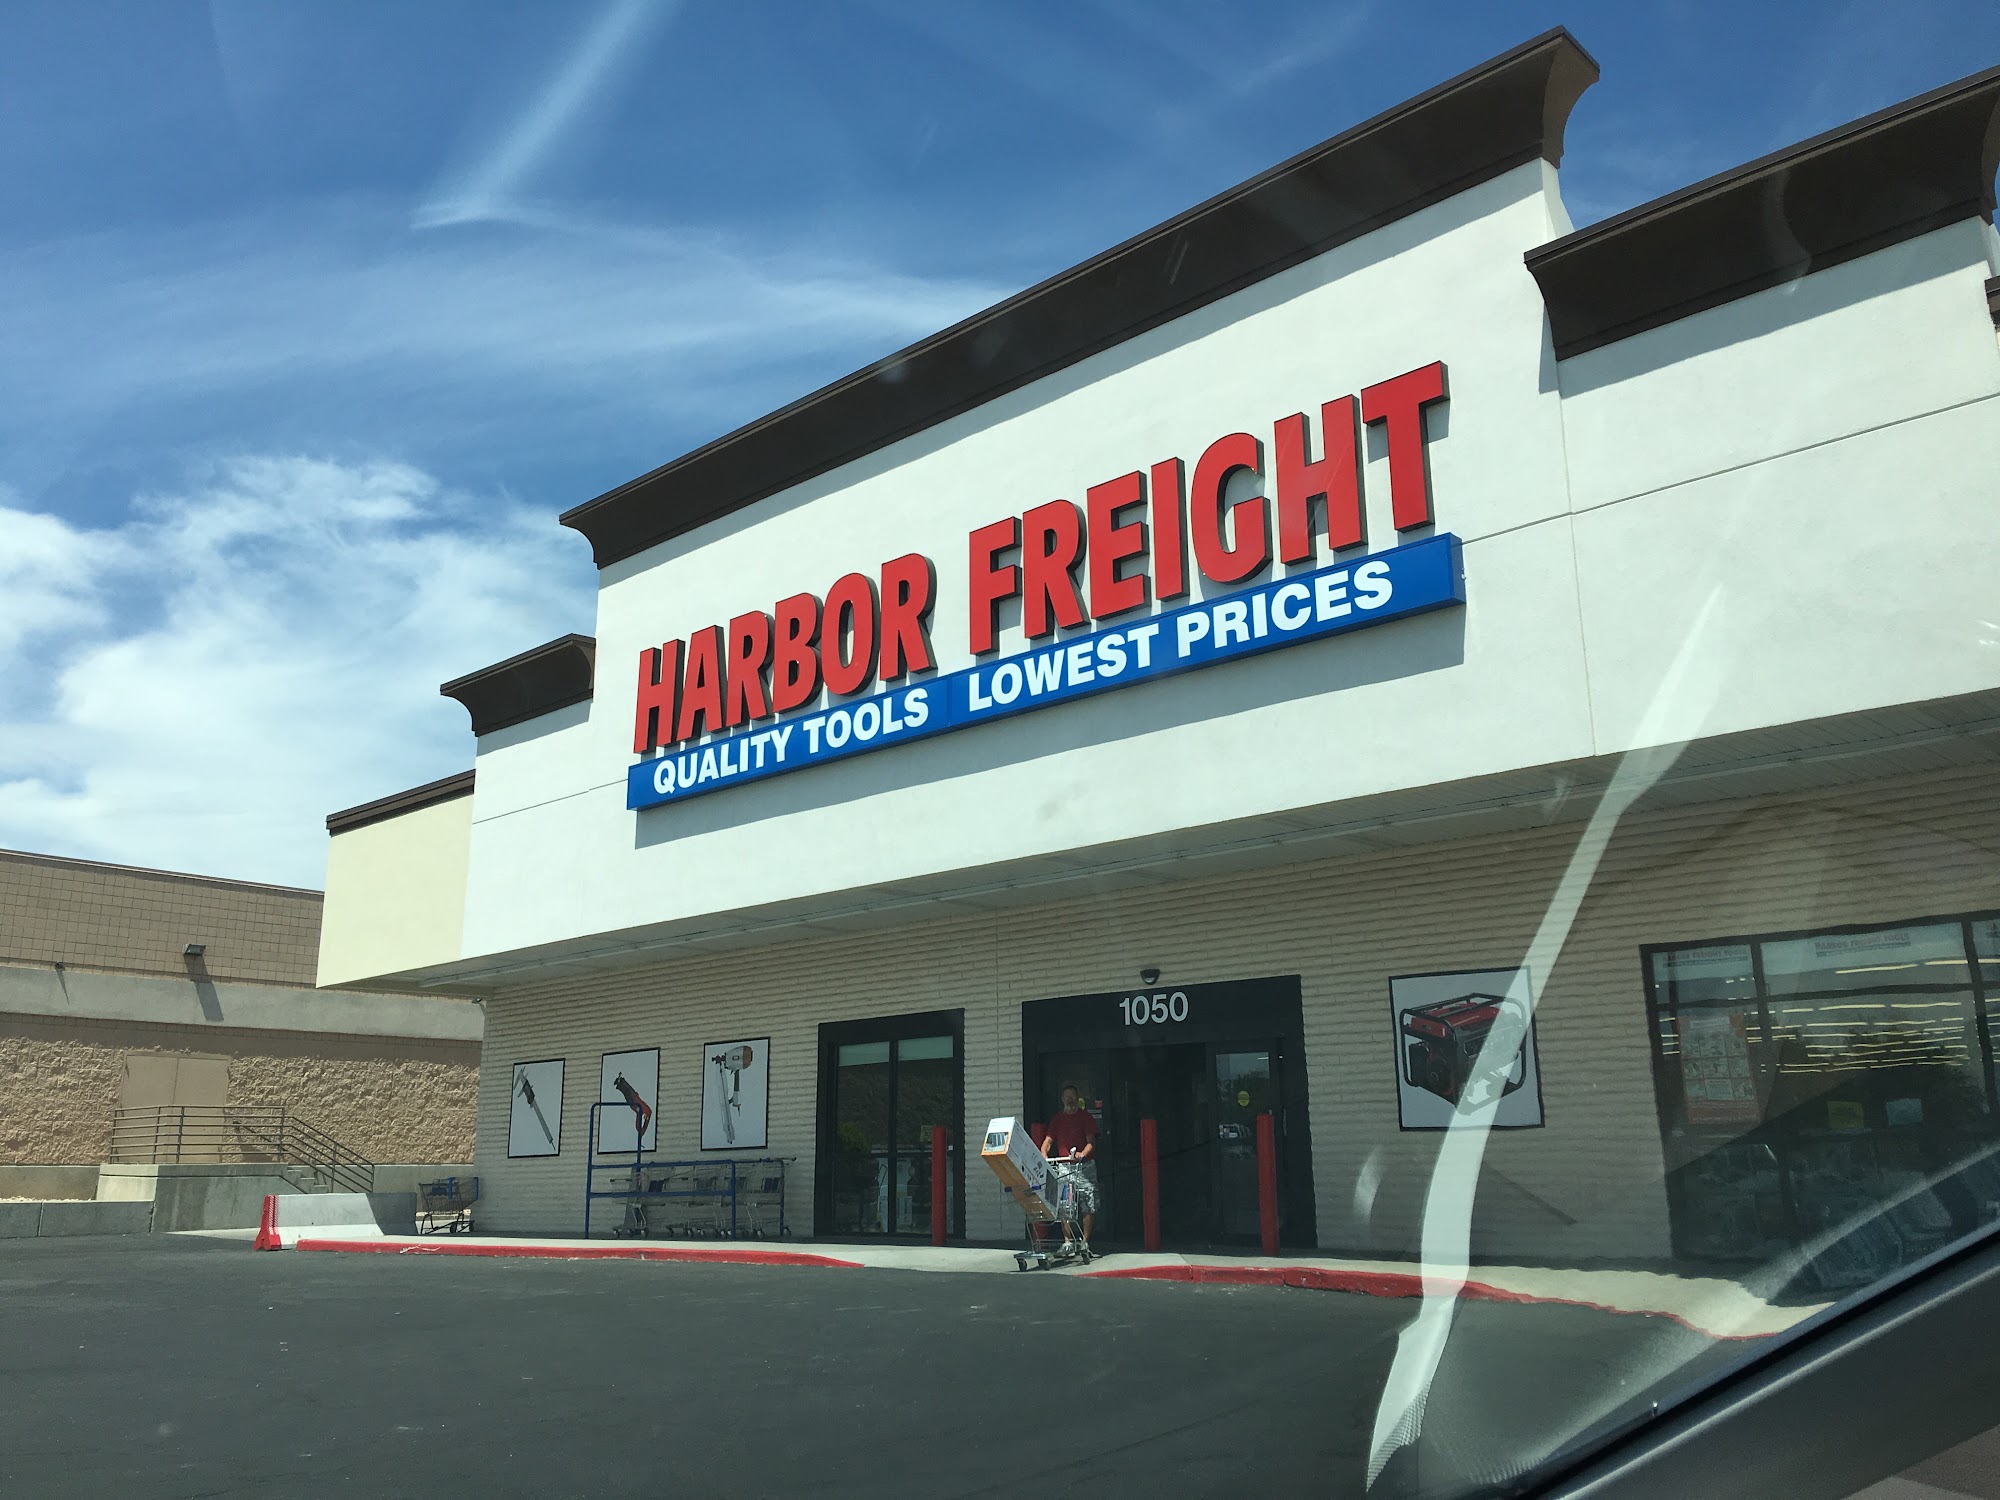 HARBOR FREIGHT
QUALITY TOOLS LOWEST PRICES
1050